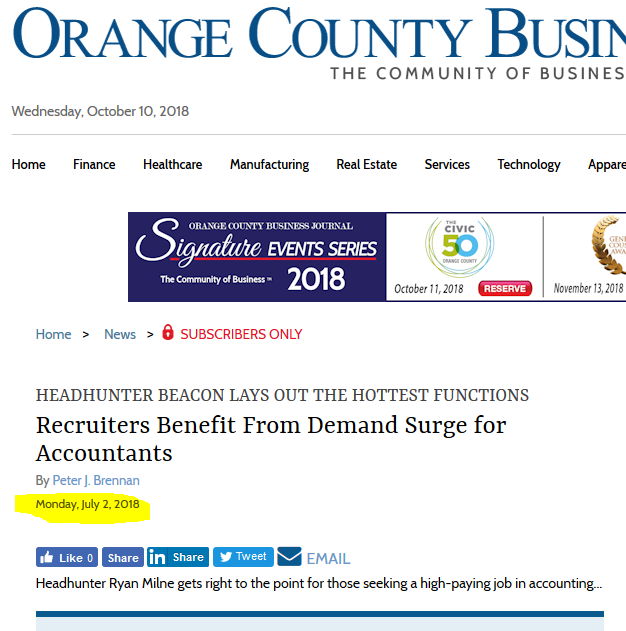 ORANGE COUNTY BUSIN
THE COMMUNITY OF BUSINES
Wednesday, October 10, 2018
Home Finance Healthcare Manufacturing Real Estate Services Technology Appare
ORANGE COUNTY BUSINESS JOURNAL
Signature EVENTS SERIES
The Community of Business™ 2018
THE
CIVIC
50
ORANGE COUNTY
October 11, 2018 RESERVE
GENE
COU
AWA
November 13, 2018
Home > News > SUBSCRIBERS ONLY
HEADHUNTER BEACON LAYS OUT THE HOTTEST FUNCTIONS
Recruiters Benefit From Demand Surge for
Accountants
By Peter J. Brennan
Monday, July 2, 2018
Like 0 Share in Share Tweet EMAIL
Headhunter Ryan Milne gets right to the point for those seeking a high-paying job in accounting...